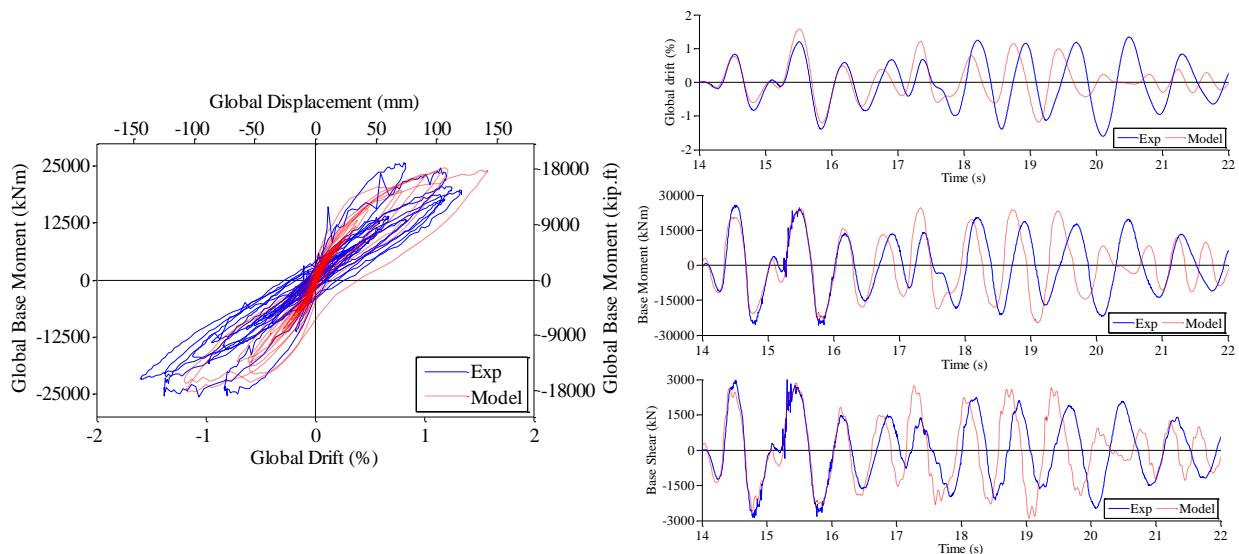 Global Displacement (mm)
-150 -100 -50 0 50 100 150
Global Base Moment (kNm)
25000
12500
0
-12500
-25000
18000
9000
0
-9000
-18000
Global Base Moment (kip.ft)
Exp
Model
-2 -1 0 1 2
Global Drift (%)
Global drift (%)
2
1
0
-1
-2
Exp Model
14 15 16 17 18 19 20 21 22
Time (s)
Base Moment (kNm)
30000
15000
0
-15000
-30000
Exp Model
14 15 16 17 18 19 20 21 22
Time (s)
Base Shear (kN)
3000
1500
0
-1500
-3000
Exp Model
14 15 16 17 18 19 20 21 22
Time (s)